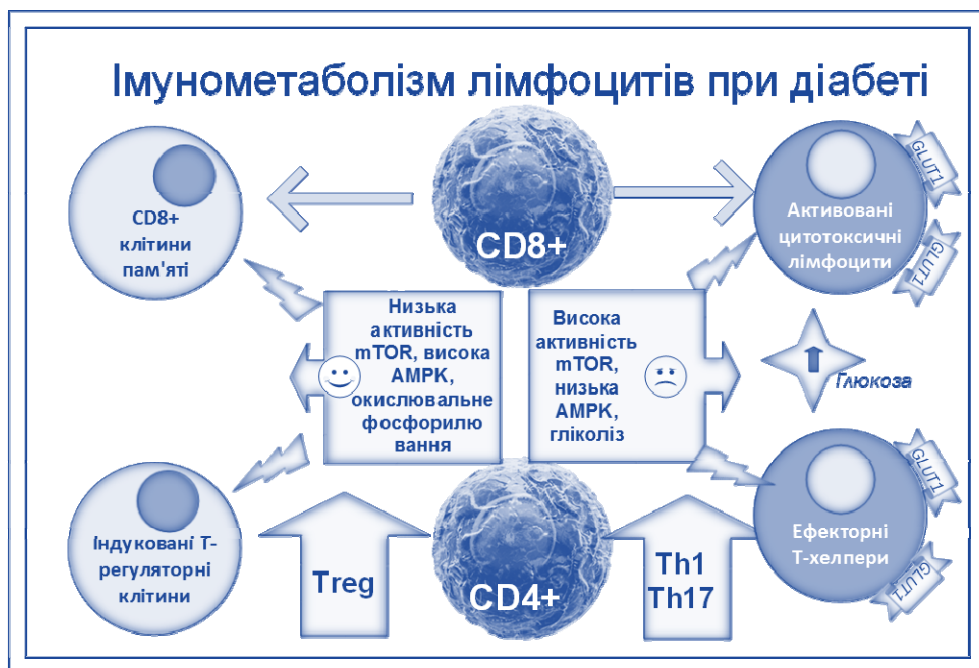 Імунометаболізм лімфоцитів при діабеті
CD8+
клітини
пам'яті
CD8+
Активовані
цитотоксичні
лімфоцити
GLUT1
GLUT1
Низька
активність
mTOR, висока
AMPK,
окислювальне
фосфорилю
вання
Висока
активність
mTOR,
низька
AMPK,
гліколіз
Глюкоза
Індуковані Т-
регуляторні
клітини
Treg
CD4+
Th1
Th17
Ефекторні
Т-хелпери
GLUT1
GLUT1